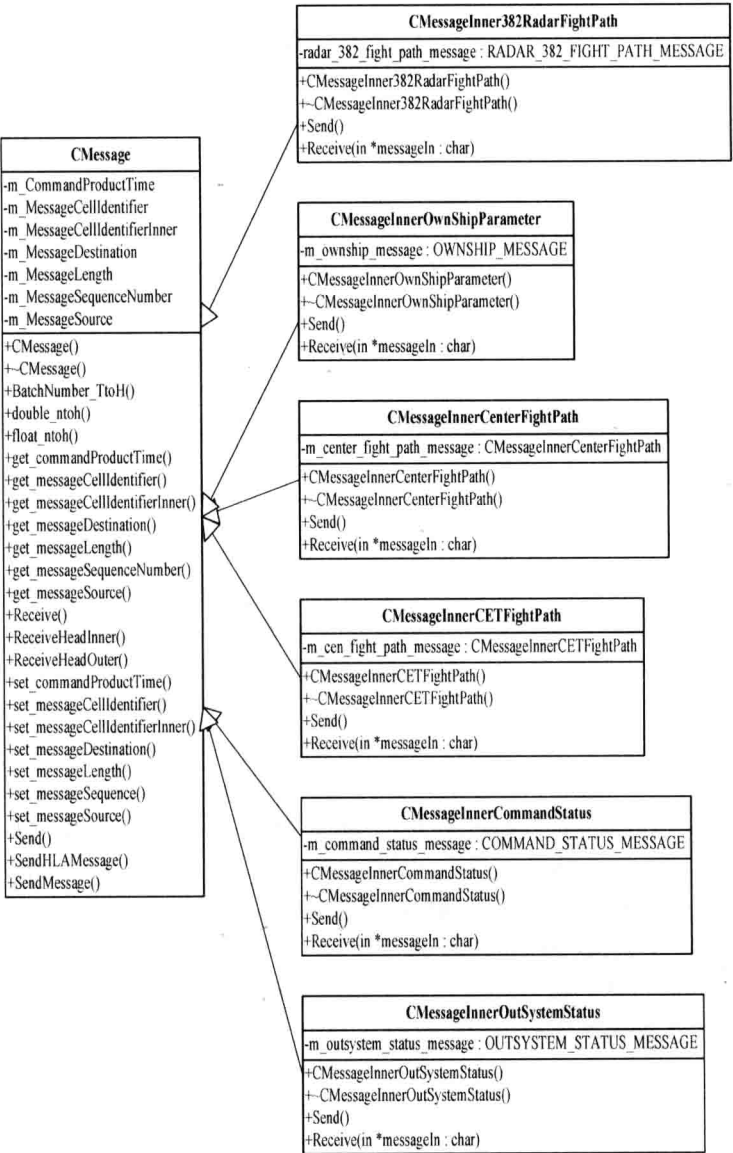 CMessage
-m_CommandProductTime
-m_MessageCellIdentifier
-m_MessageCellIdentifierInner
-m_MessageDestination
-m_MessageLength
-m_MessageSequenceNumber
-m_MessageSource
+CMessage()
+~CMessage()
+BatchNumber_TtoH()
+double_ntoh()
+float_ntoh()
+get_commandProductTime()
+get_messageCellIdentifier()
+get_messageCellIdentifierInner()
+get_messageDestination()
+get_messageLength()
+get_messageSequenceNumber()
+get_messageSource()
+Receive()
+ReceiveHeadInner()
+ReceiveHeadOuter()
+set_commandProductTime()
+set_messageCellIdentifier()
+set_messageCellIdentifierInner()
+set_messageDestination()
+set_messageLength()
+set_messageSequence()
+set_messageSource()
+Send()
+SendHLAMessage()
+SendMessage()
CMessageInner382RadarFightPath
-radar_382_fight_path_message : RADAR_382_FIGHT_PATH_MESSAGE
+CMessageInner382RadarFightPath()
+~CMessageInner382RadarFightPath()
+Send()
+Receive(in *messageIn : char)
CMessageInnerOwnShipParameter
-m_ownship_message : OWNSHIP_MESSAGE
+CMessageInnerOwnShipParameter()
+~CMessageInnerOwnShipParameter()
+Send()
+Receive(in *messageIn : char)
CMessageInnerCenterFightPath
-m_center_fight_path_message : CMessageInnerCenterFightPath
+CMessageInnerCenterFightPath()
+~CMessageInnerCenterFightPath()
+Send()
+Receive(in *messageIn : char)
CMessageInnerCETFightPath
-m_cen_fight_path_message : CMessageInnerCETFightPath
+CMessageInnerCETFightPath()
+~CMessageInnerCETFightPath()
+Send()
+Receive(in *messageIn : char)
CMessageInnerCommandStatus
-m_command_status_message : COMMAND_STATUS_MESSAGE
+CMessageInnerCommandStatus()
+~CMessageInnerCommandStatus()
+Send()
+Receive(in *messageIn : char)
CMessageInnerOutSystemStatus
-m_outsystem_status_message : OUTSYSTEM_STATUS_MESSAGE
+CMessageInnerOutSystemStatus()
+~CMessageInnerOutSystemStatus()
+Send()
+Receive(in *messageIn : char)